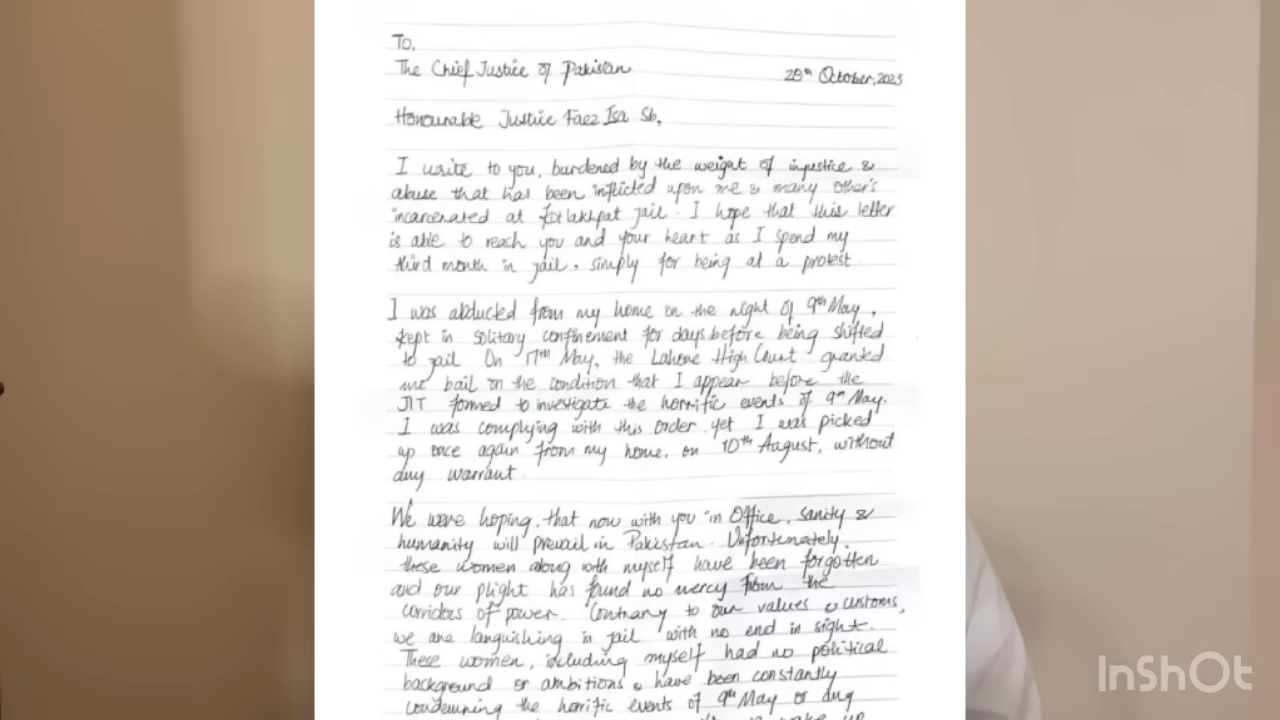 To,
The Chief Justice of Pakistan
28th October, 2023
Honourable Justice Faez Isa Sb,
I write to you, burdened by the weight of injustice &
abuse that has been inflicted upon me & many other's
incarcerated at Kotlakhpat jail. I hope that this letter
is able to reach you and your heart as I spend my
third month in jail, simply for being at a protest.
I was abducted from my home on the night of 9th May,
kept in solitary confinement for days before being shifted
to jail. On 17th May, the Lahore High Court granted
me bail on the condition that I appear before the
JIT formed to investigate the horrific events of 9th May.
I was complying with this order yet I was picked
up once again from my home, on 10th August, without
any warrant.
We were hoping, that now with you in Office, sanity &
humanity will prevail in Pakistan. Unfortunately,
these women along with myself have been forgotten
and our plight has found no mercy from the
corridors of power. Contrary to our values & customs,
we are languishing in jail with no end in sight.
These women, including myself had no political
background or ambitions & have been constantly
condemning the horrific events of 9th May or any
InShOt